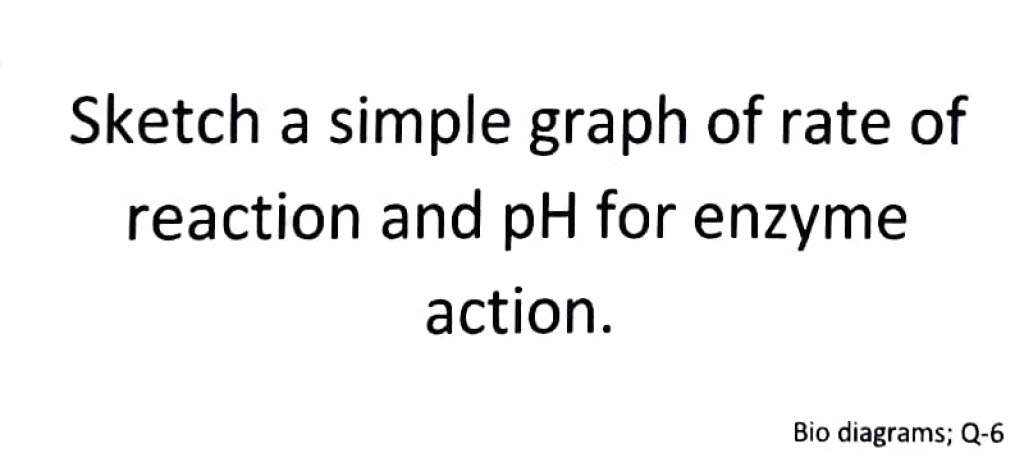 Sketch a simple graph of rate of
reaction and pH for enzyme
action.
Bio diagrams; Q-6